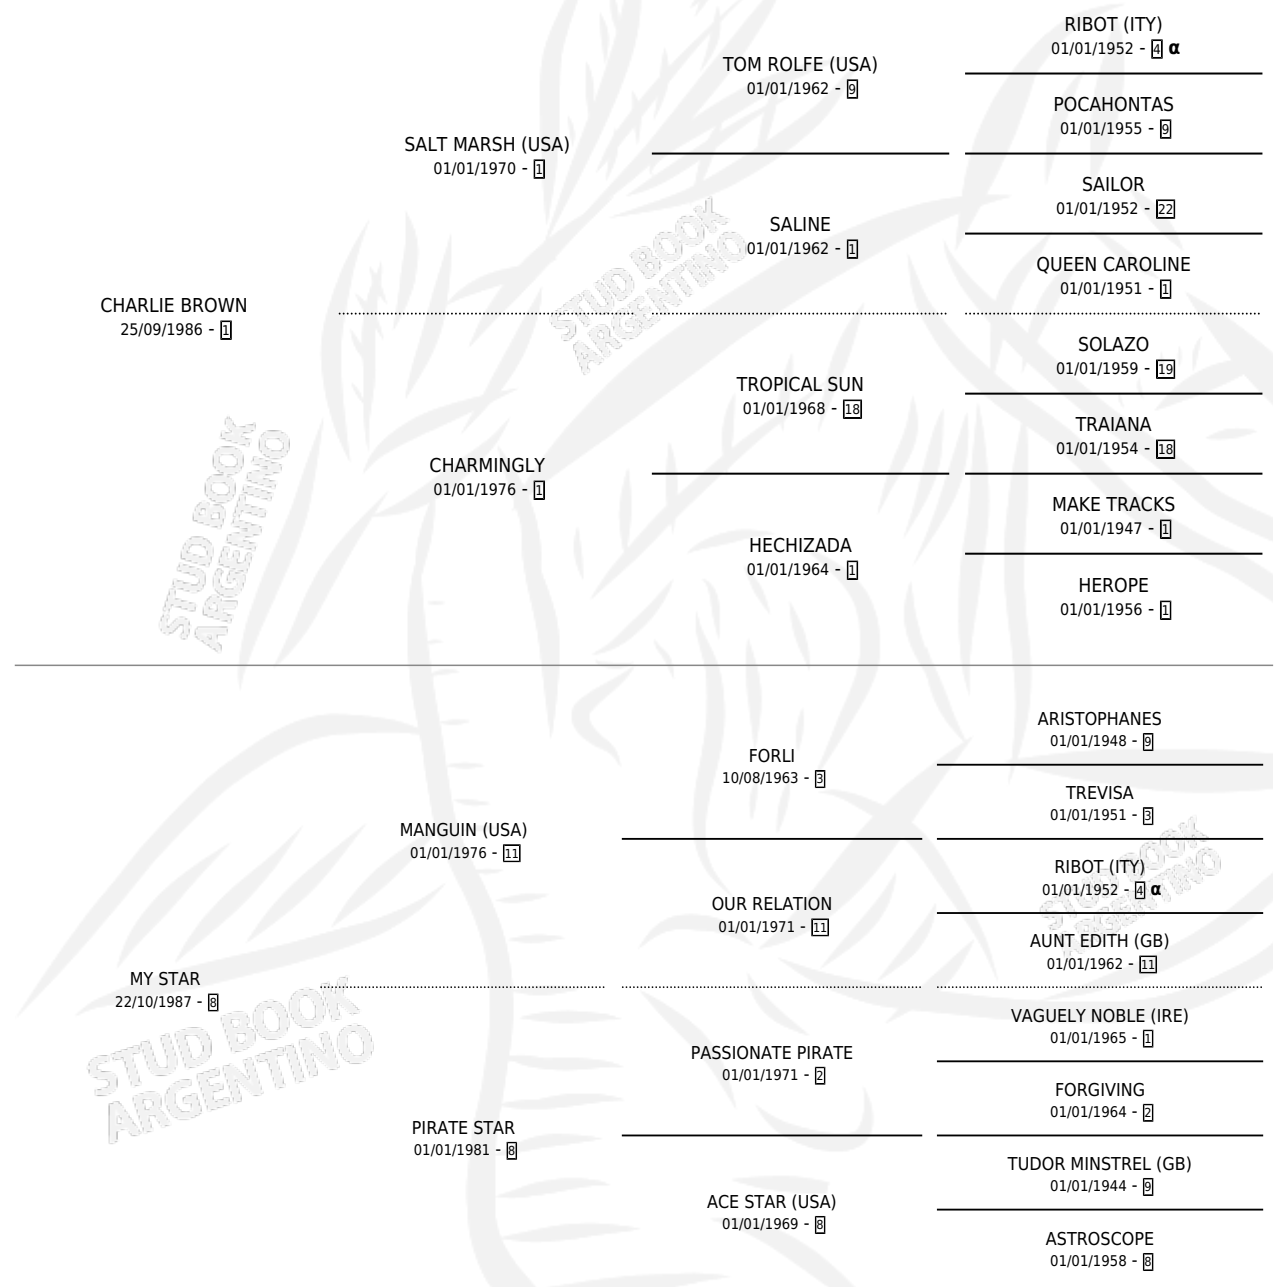 RIBOT (ITY)
01/01/1952 - 4 α
TOM ROLFE (USA)
01/01/1962 - 9
POCAHONTAS
01/01/1955 - 9
SALT MARSH (USA)
01/01/1970 - 1
SAILOR
01/01/1952 - 22
SALINE
01/01/1962 - 1
QUEEN CAROLINE
01/01/1951 - 1
CHARLIE BROWN
25/09/1986 - 1
STUD BOOK
ARGENTINO
SOLAZO
01/01/1959 - 19
TROPICAL SUN
01/01/1968 - 18
TRAIANA
01/01/1954 - 18
CHARMINGLY
01/01/1976 - 1
MAKE TRACKS
01/01/1947 - 1
HECHIZADA
01/01/1964 - 1
HEROPE
01/01/1956 - 1
STUD BOOK
ARGENTINO
ARISTOPHANES
01/01/1948 - 9
FORLI
10/08/1963 - 3
TREVISA
01/01/1951 - 3
MANGUIN (USA)
01/01/1976 - 11
RIBOT (ITY)
01/01/1952 - 4 α
OUR RELATION
01/01/1971 - 11
AUNT EDITH (GB)
01/01/1962 - 11
STUD BOOK
ARGENTINO
MY STAR
22/10/1987 - 8
VAGUELY NOBLE (IRE)
01/01/1965 - 1
PASSIONATE PIRATE
01/01/1971 - 2
FORGIVING
01/01/1964 - 2
STUD BOOK
ARGENTINO
PIRATE STAR
01/01/1981 - 8
TUDOR MINSTREL (GB)
01/01/1944 - 9
ACE STAR (USA)
01/01/1969 - 8
ASTROSCOPE
01/01/1958 - 8